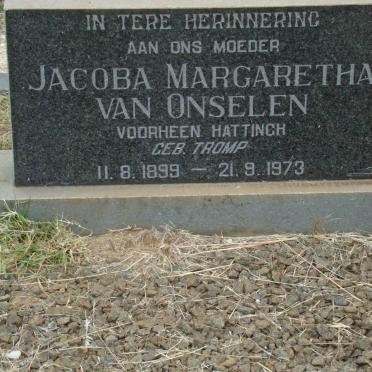 IN TERE HERINNERING
AAN ONS MOEDER
JACOBA MARGARETHA
VAN ONSELEN
VOORHEEN HATTINGH
GEB. TROMP
11. 8. 1899 — 21. 9. 1973